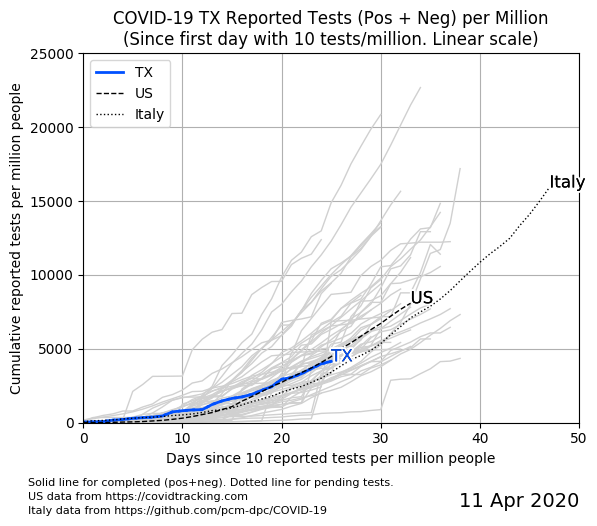 COVID-19 TX Reported Tests (Pos + Neg) per Million
(Since first day with 10 tests/million. Linear scale)
Cumulative reported tests per million people
25000
20000
15000
10000
5000
0
TX
US
Italy
Italy
US
TX
0
10
20
30
40
50
Days since 10 reported tests per million people
Solid line for completed (pos+neg). Dotted line for pending tests.
US data from https://covidtracking.com
Italy data from https://github.com/pcm-dpc/COVID-19
11 Apr 2020